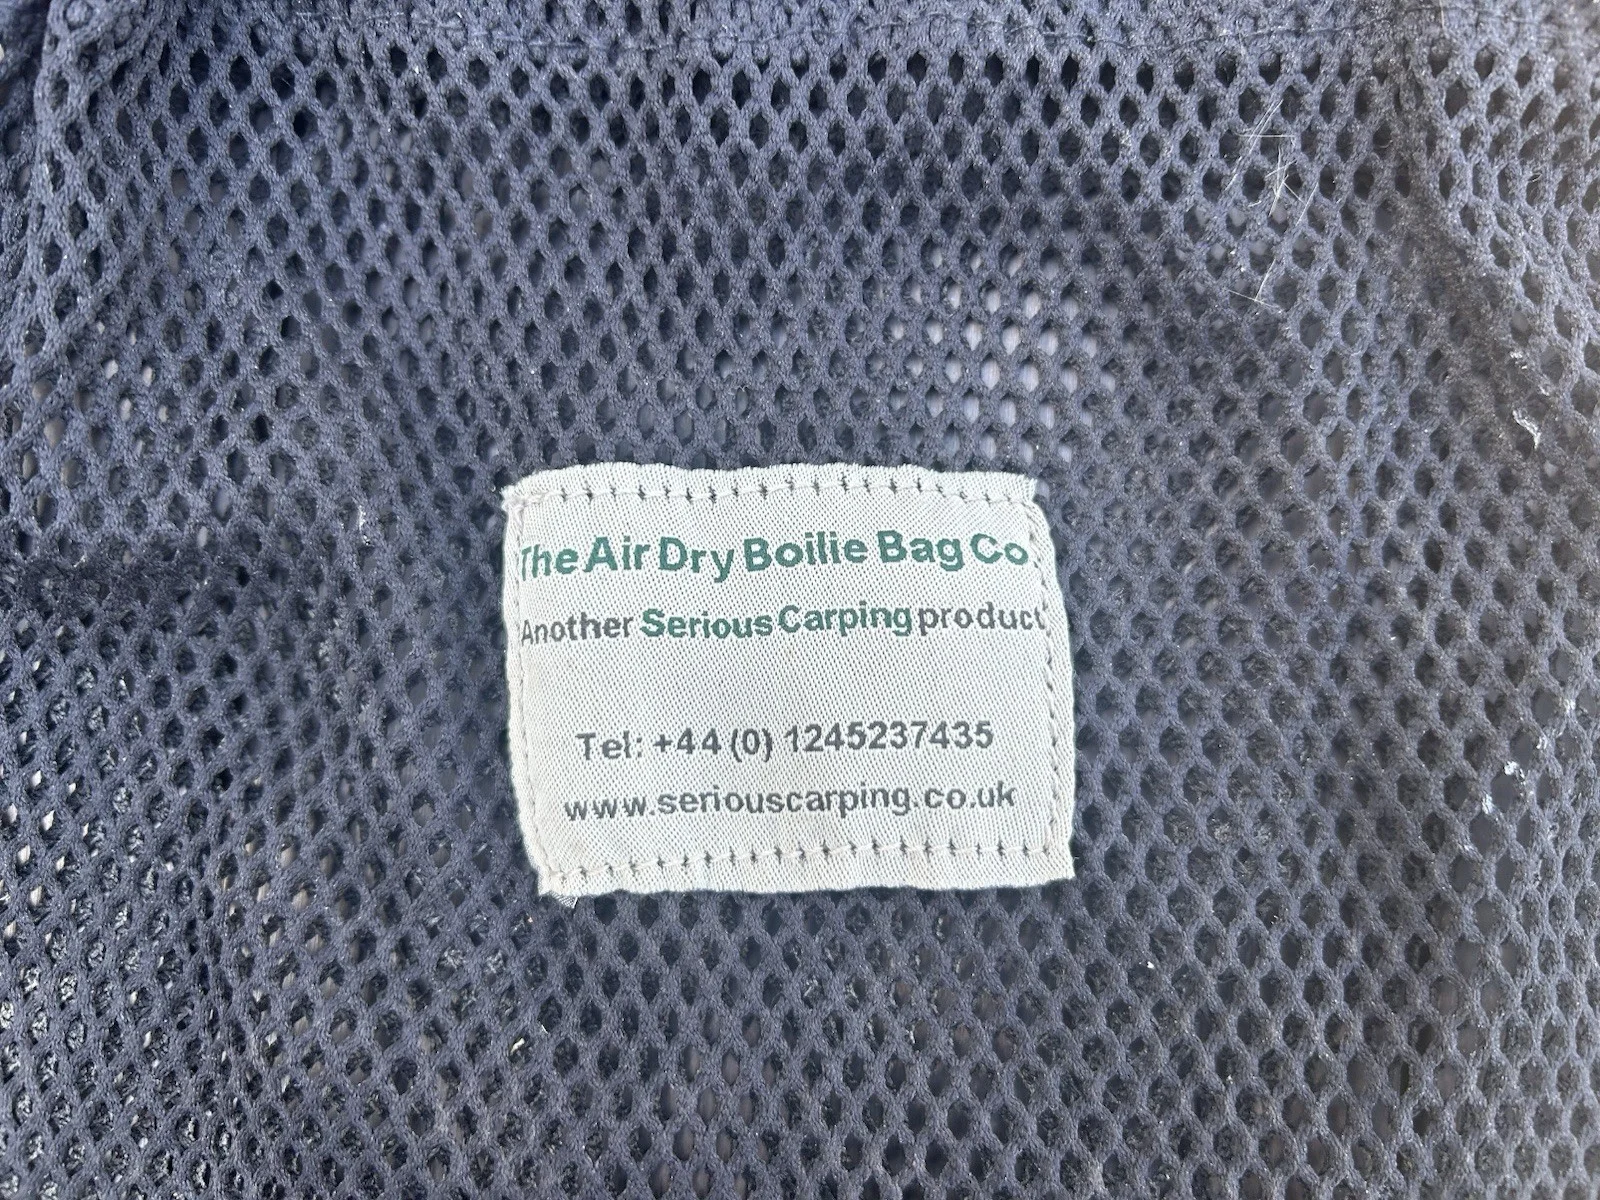 The Air Dry Boilie Bag Co
Another Serious Carping product
Tel: +44 (0) 1245237435
www.seriouscarping.co.uk